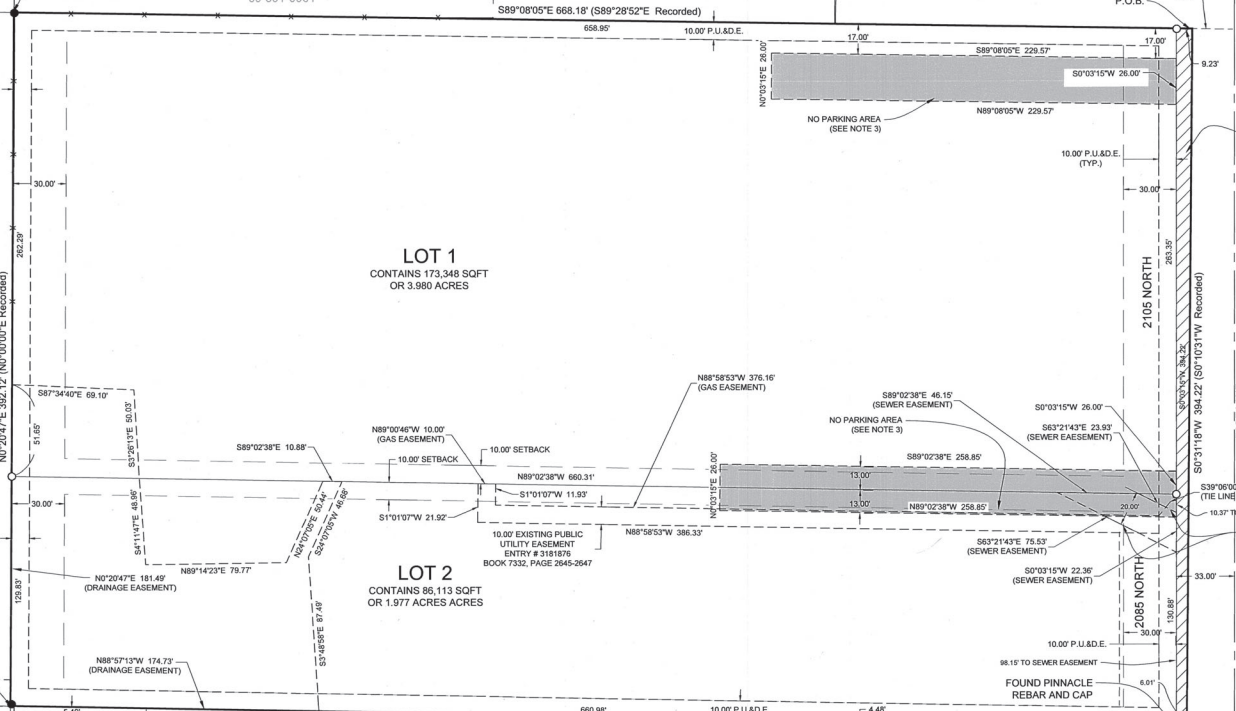 P.O.B.
S89°08'05"E 668.18' (S89°28'52"E Recorded)
658.95'
10.00' P.U.&D.E.
17.00'
17.00'
S89°08'05"E 229.57'
9.23'
N0°03'15"E 26.00'
S0°03'15"W 26.00'
N89°08'05"W 229.57'
NO PARKING AREA
(SEE NOTE 3)
10.00' P.U.&D.E.
(TYP.)
30.00'
30.00'
262.29'
263.35'
LOT 1
CONTAINS 173,348 SQFT
OR 3.980 ACRES
2105 NORTH
N0°20'47"E 392.12' (N0°00'00"E Recorded)
S0°31'18"W 394.22' (S0°10'31"W Recorded)
S0°03'15"W 394.22'
S87°34'40"E 69.10'
S3°26'13"E 50.03'
51.65'
N88°58'53"W 376.16'
(GAS EASEMENT)
S89°02'38"E 46.15'
(SEWER EASEMENT)
S0°03'15"W 26.00'
N89°00'46"W 10.00'
(GAS EASEMENT)
NO PARKING AREA
(SEE NOTE 3)
S63°21'43"E 23.93'
(SEWER EAESEMENT)
S89°02'38"E 10.88'
10.00' SETBACK
10.00' SETBACK
S89°02'38"E 258.85'
N0°03'15"E 26.00'
13.00'
N89°02'38"W 660.31'
S39°06'00
(TIE LINE
30.00'
S1°01'07"W 11.93'
13.00'
N89°02'38"W 258.85'
20.00'
10.37'
S4°11'47"E 48.96'
N24°07'05"E 50.44'
S24°07'05"W 46.68'
S1°01'07"W 21.92'
10.00' EXISTING PUBLIC
UTILITY EASEMENT
ENTRY # 3181876
BOOK 7332, PAGE 2645-2647
N88°58'53"W 386.33'
S63°21'43"E 75.53'
(SEWER EASEMENT)
N89°14'23"E 79.77'
LOT 2
CONTAINS 86,113 SQFT
OR 1.977 ACRES ACRES
N0°20'47"E 181.49'
(DRAINAGE EASEMENT)
S0°03'15"W 22.36'
(SEWER EASEMENT)
33.00'
129.83'
2085 NORTH
130.88'
S3°48'58"E 87.49'
30.00'
10.00' P.U.&D.E.
N88°57'13"W 174.73'
(DRAINAGE EASEMENT)
98.15' TO SEWER EASEMENT
FOUND PINNACLE
REBAR AND CAP
6.01'
660.98'
10.00' P.U.&D.E.
4.48'